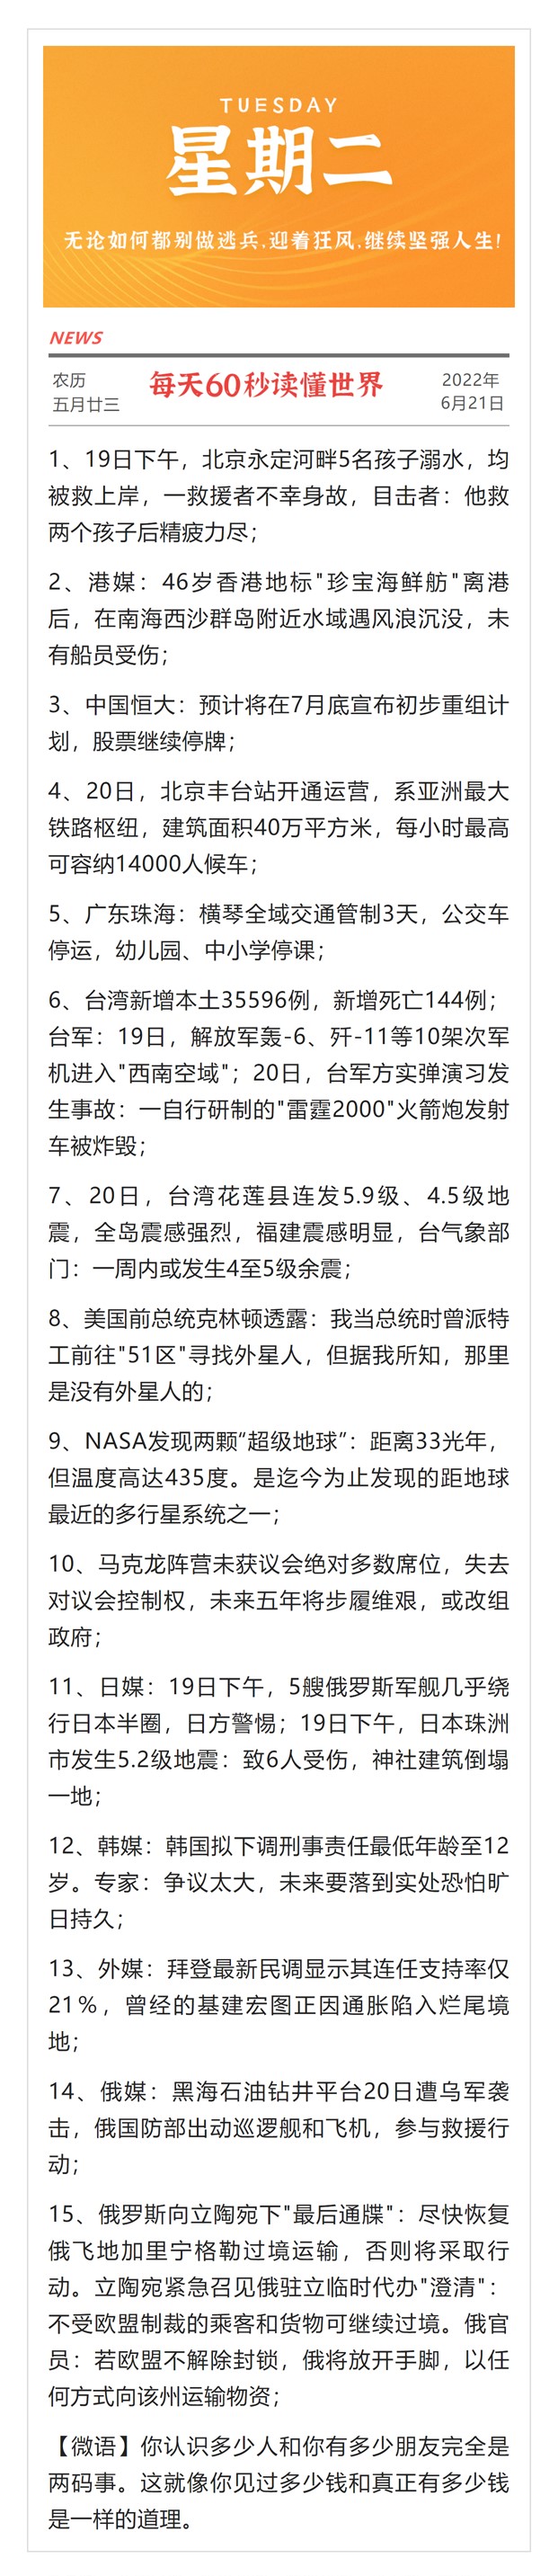 TUESDAY
星期二
无论如何都别做逃兵,迎着狂风,继续坚强人生!
NEWS
农历
五月廿三
每天60秒读懂世界
2022年
6月21日
1、19日下午，北京永定河畔5名孩子溺水，均
被救上岸，一救援者不幸身故，目击者：他救
两个孩子后精疲力尽；
2、港媒：46岁香港地标"珍宝海鲜舫"离港
后，在南海西沙群岛附近水域遇风浪沉没，未
有船员受伤；
3、中国恒大：预计将在7月底宣布初步重组计
划，股票继续停牌；
4、20日，北京丰台站开通运营，系亚洲最大
铁路枢纽，建筑面积40万平方米，每小时最高
可容纳14000人候车；
5、广东珠海：横琴全域交通管制3天，公交车
停运，幼儿园、中小学停课；
6、台湾新增本土35596例，新增死亡144例；
台军：19日，解放军轰-6、歼-11等10架次军
机进入"西南空域"；20日，台军方实弹演习发
生事故：一自行研制的"雷霆2000"火箭炮发射
车被炸毁；
7、20日，台湾花莲县连发5.9级、4.5级地
震，全岛震感强烈，福建震感明显，台气象部
门：一周内或发生4至5级余震；
8、美国前总统克林顿透露：我当总统时曾派特
工前往"51区"寻找外星人，但据我所知，那里
是没有外星人的；
9、NASA发现两颗“超级地球”：距离33光年，
但温度高达435度。是迄今为止发现的距地球
最近的多行星系统之一；
10、马克龙阵营未获议会绝对多数席位，失去
对议会控制权，未来五年将步履维艰，或改组
政府；
11、日媒：19日下午，5艘俄罗斯军舰几乎绕
行日本半圈，日方警惕；19日下午，日本珠洲
市发生5.2级地震：致6人受伤，神社建筑倒塌
一地；
12、韩媒：韩国拟下调刑事责任最低年龄至12
岁。专家：争议太大，未来要落到实处恐怕旷
日持久；
13、外媒：拜登最新民调显示其连任支持率仅
21%，曾经的基建宏图正因通胀陷入烂尾境
地；
14、俄媒：黑海石油钻井平台20日遭乌军袭
击，俄国防部出动巡逻舰和飞机，参与救援行
动；
15、俄罗斯向立陶宛下"最后通牒"：尽快恢复
俄飞地加里宁格勒过境运输，否则将采取行
动。立陶宛紧急召见俄驻立临时代办"澄清"：
不受欧盟制裁的乘客和货物可继续过境。俄官
员：若欧盟不解除封锁，俄将放开手脚，以任
何方式向该州运输物资；
【微语】你认识多少人和你有多少朋友完全是
两码事。这就像你见过多少钱和真正有多少钱
是一样的道理。